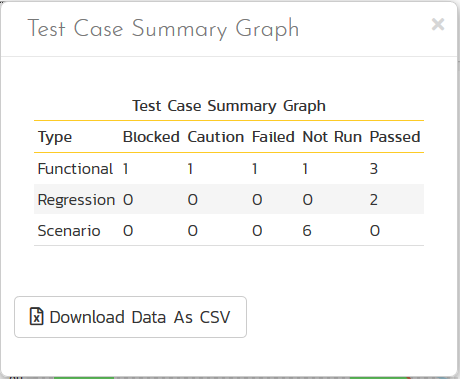 Test Case Summary Graph
×
Test Case Summary Graph
Type Blocked Caution Failed Not Run Passed
Functional 1 1 1 1 3
Regression 0 0 0 0 2
Scenario 0 0 0 6 0
Download Data As CSV